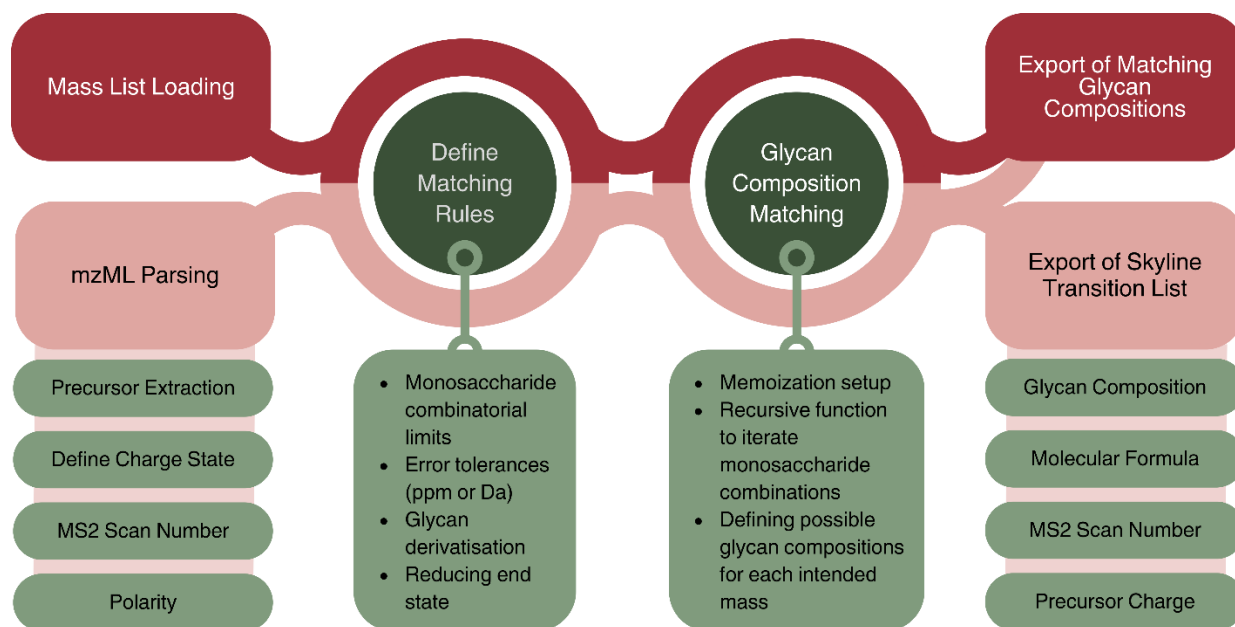 Mass List Loading
mzML Parsing
Precursor Extraction
Define Charge State
MS2 Scan Number
Polarity
Define
Matching
Rules
• Monosaccharide
combinatorial
limits
• Error tolerances
(ppm or Da)
• Glycan
derivatisation
• Reducing end
state
Glycan
Composition
Matching
• Memoization setup
• Recursive function
to iterate
monosaccharide
combinations
• Defining possible
glycan compositions
for each intended
mass
Export of Matching
Glycan
Compositions
Export of Skyline
Transition List
Glycan Composition
Molecular Formula
MS2 Scan Number
Precursor Charge